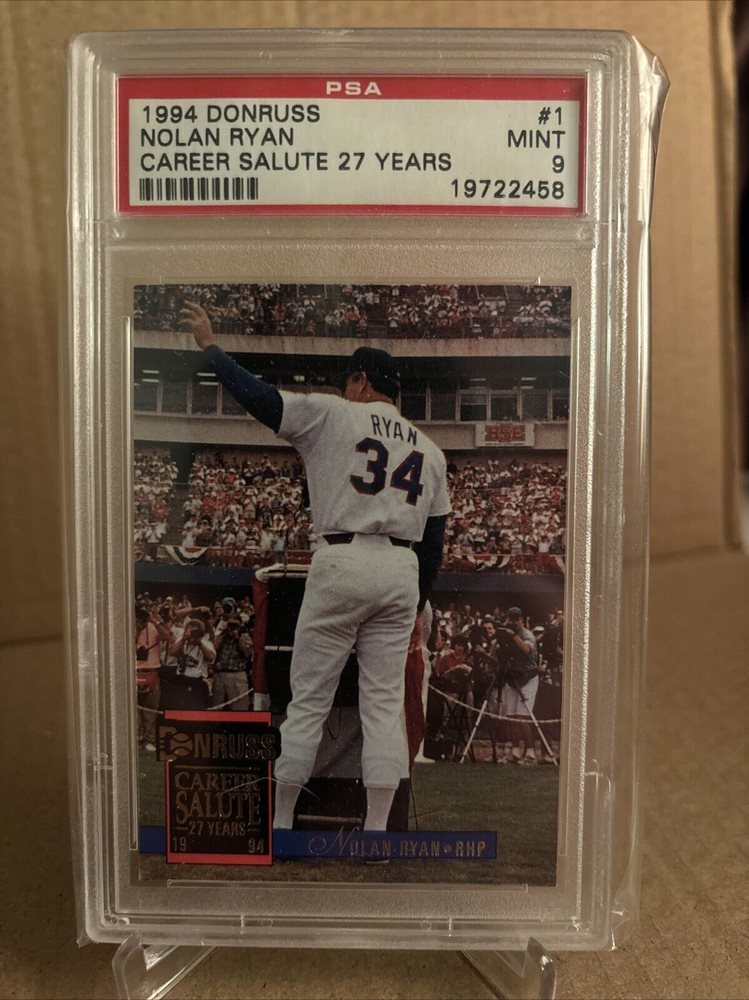 PSA
1994 DONRUSS #1
NOLAN RYAN MINT
CAREER SALUTE 27 YEARS 9
19722458
RYAN
34
DONRUSS
CAREER
SALUTE
27 YEARS
19 94
NOLAN RYAN • RHP